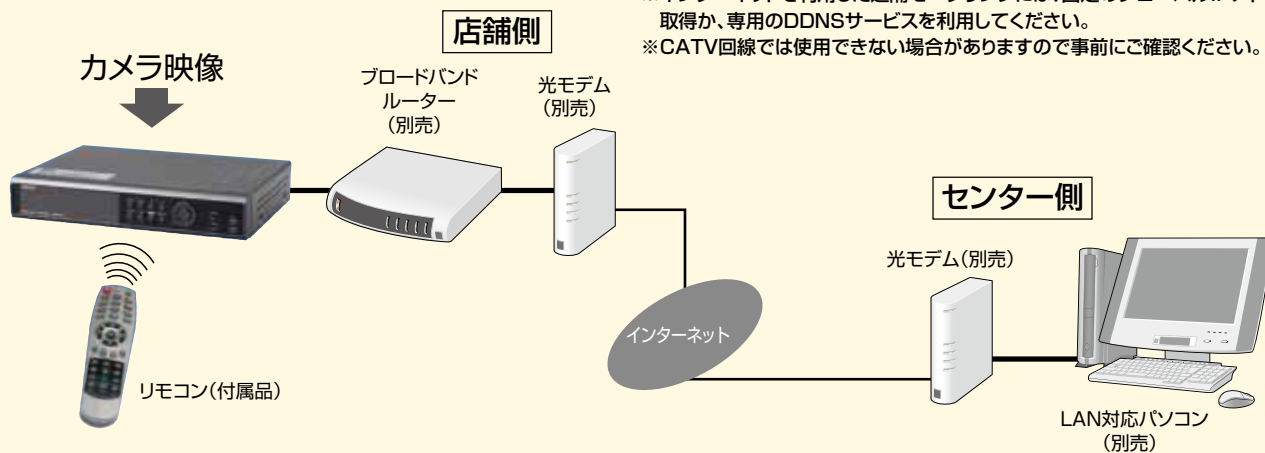 取得か、専用のDDNSサービスを利用してください。
※CATV回線では使用できない場合がありますので事前にご確認ください。
店舗側
カメラ映像
ブロードバンド
ルーター
(別売)
光モデム
(別売)
センター側
光モデム(別売)
インターネット
リモコン(付属品)
LAN対応パソコン
(別売)